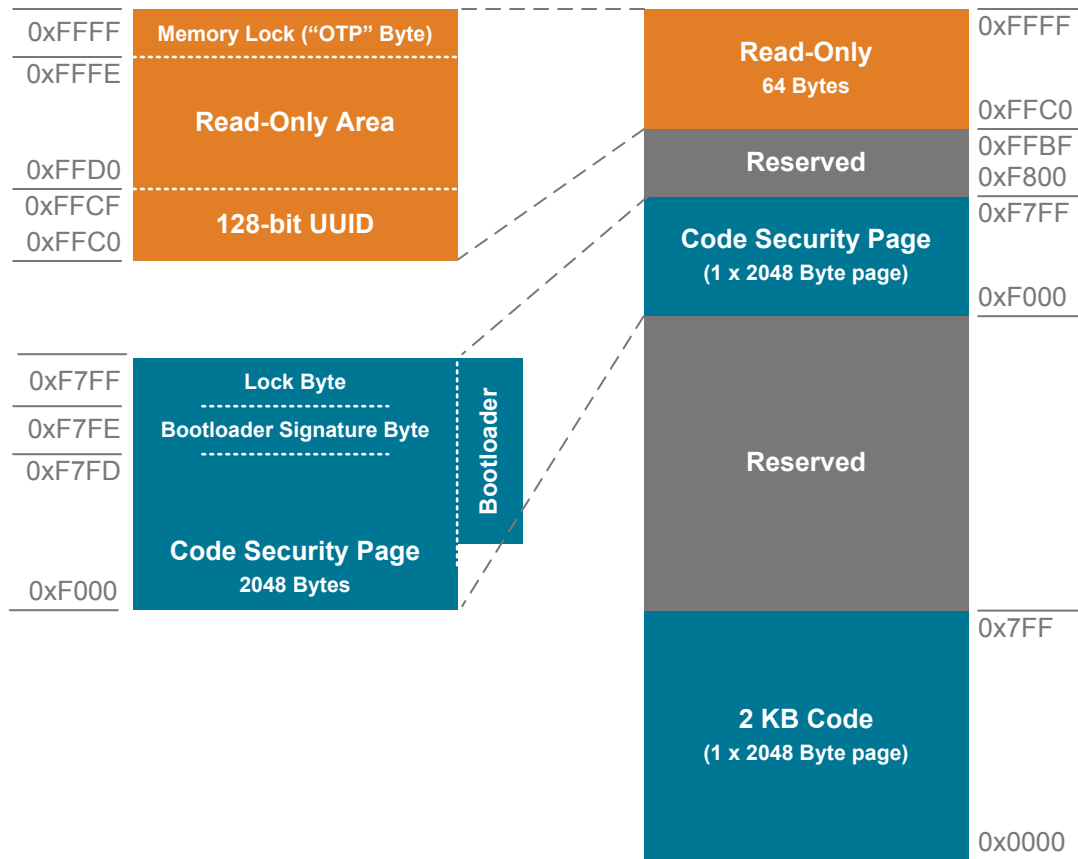 0xFFFF
Memory Lock (“OTP” Byte)
0xFFFE
Read-Only Area
0xFFD0
0xFFCF
128-bit UUID
0xFFC0
0xF7FF
Lock Byte
0xF7FE
Bootloader Signature Byte
0xF7FD
Code Security Page
2048 Bytes
0xF000
Bootloader
0xFFFF
Read-Only
64 Bytes
0xFFC0
0xFFBF
Reserved
0xF800
0xF7FF
Code Security Page
(1 x 2048 Byte page)
0xF000
Reserved
0x7FF
2 KB Code
(1 x 2048 Byte page)
0x0000